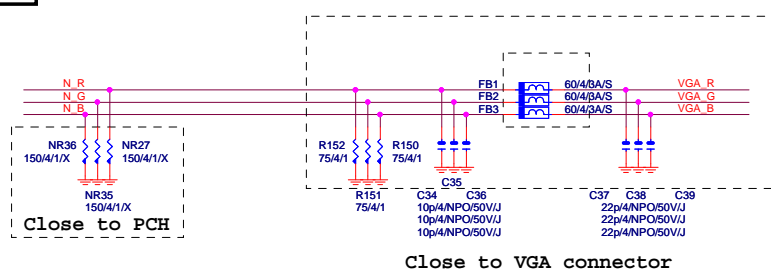 N_R FB1 60/4/3A/S VGA_R
N_G FB2 60/4/3A/S VGA_G
N_B FB3 60/4/3A/S VGA_B
NR36 NR27 R152 R150
150/4/1/X 150/4/1/X 75/4/1 75/4/1
C35
NR35 R151 C34 C36 C37 C38 C39
150/4/1/X 75/4/1 10p/4/NPO/50V/J 22p/4/NPO/50V/J
10p/4/NPO/50V/J 22p/4/NPO/50V/J
10p/4/NPO/50V/J 22p/4/NPO/50V/J
Close to PCH
Close to VGA connector